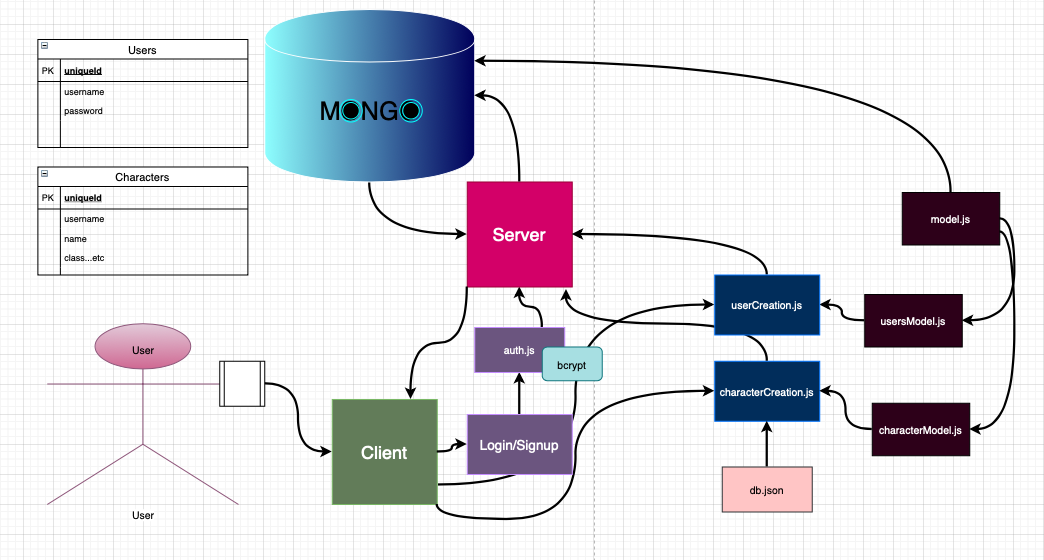 Users
PK uniqueId
username
password
Characters
PK uniqueId
username
name
class...etc
MONGO
Server
model.js
userCreation.js
usersModel.js
auth.js
bcrypt
characterCreation.js
characterModel.js
User
Client
Login/Signup
db.json
User